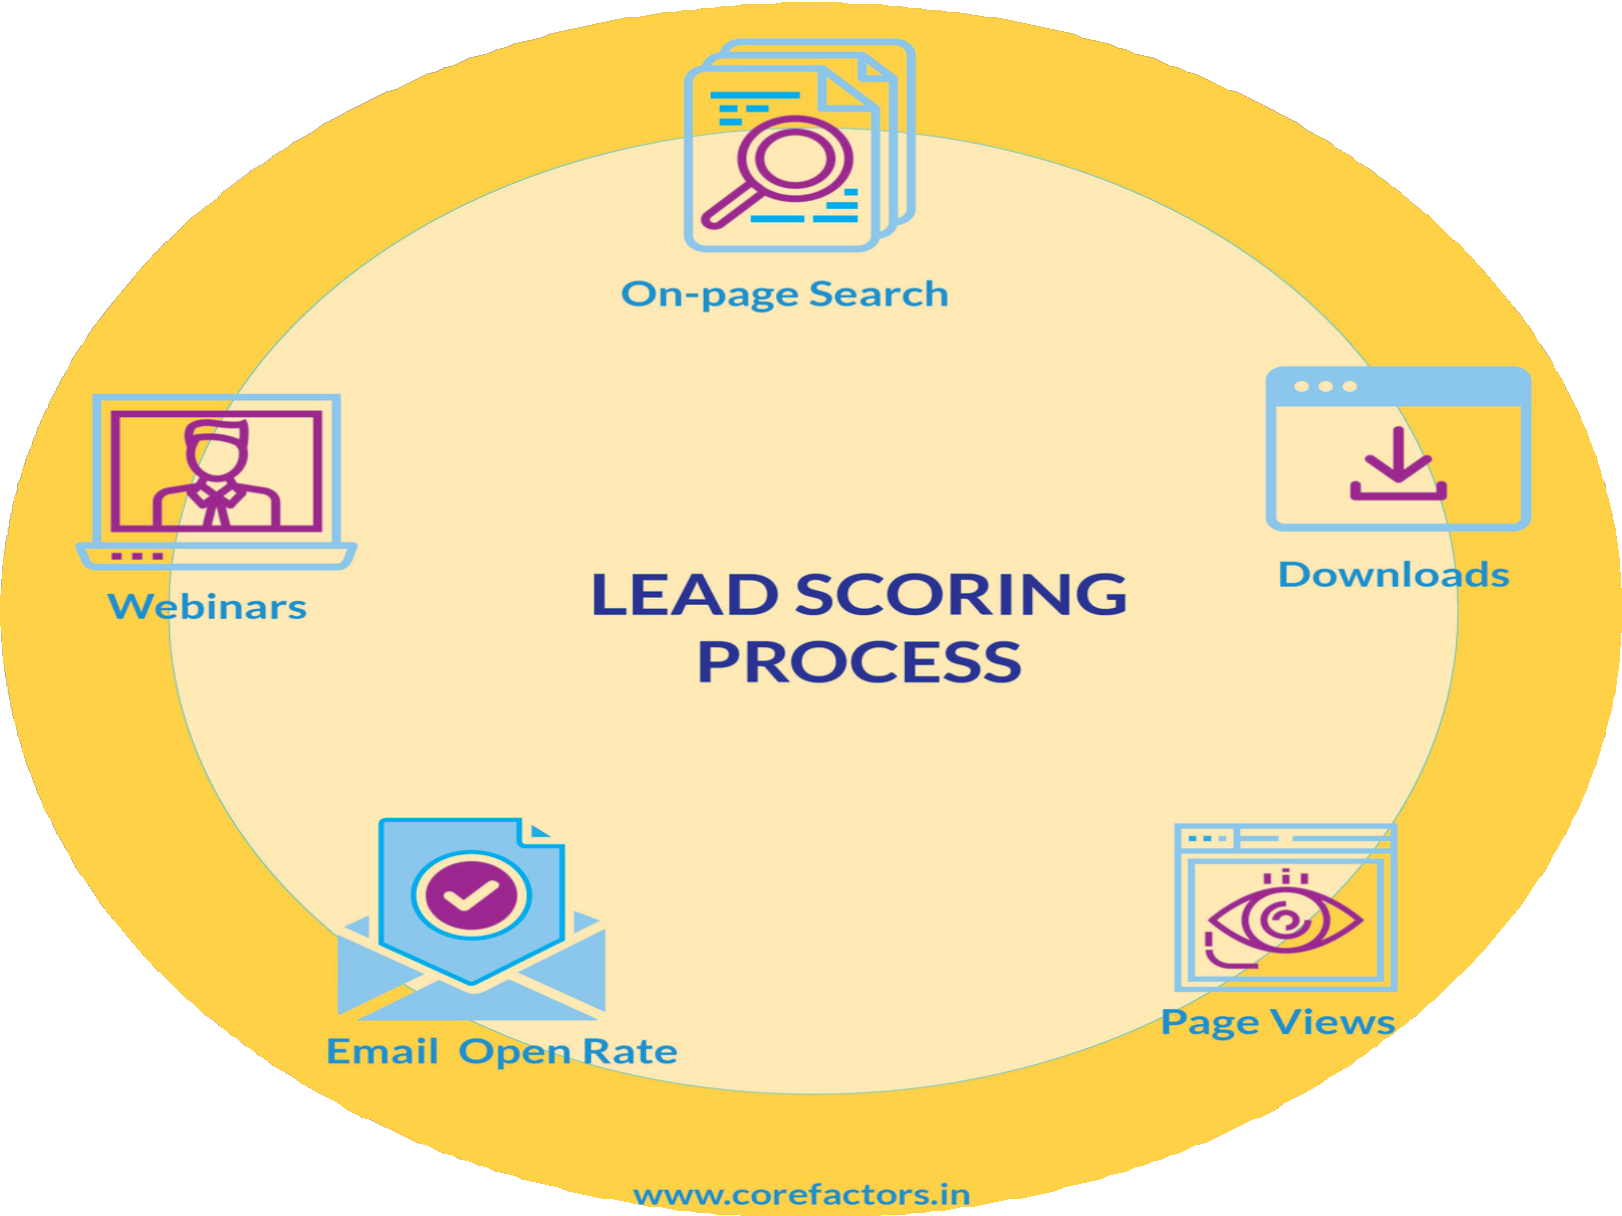 On-page Search
Downloads
Webinars
LEAD SCORING
PROCESS
Page Views
Email Open Rate
www.corefactors.in